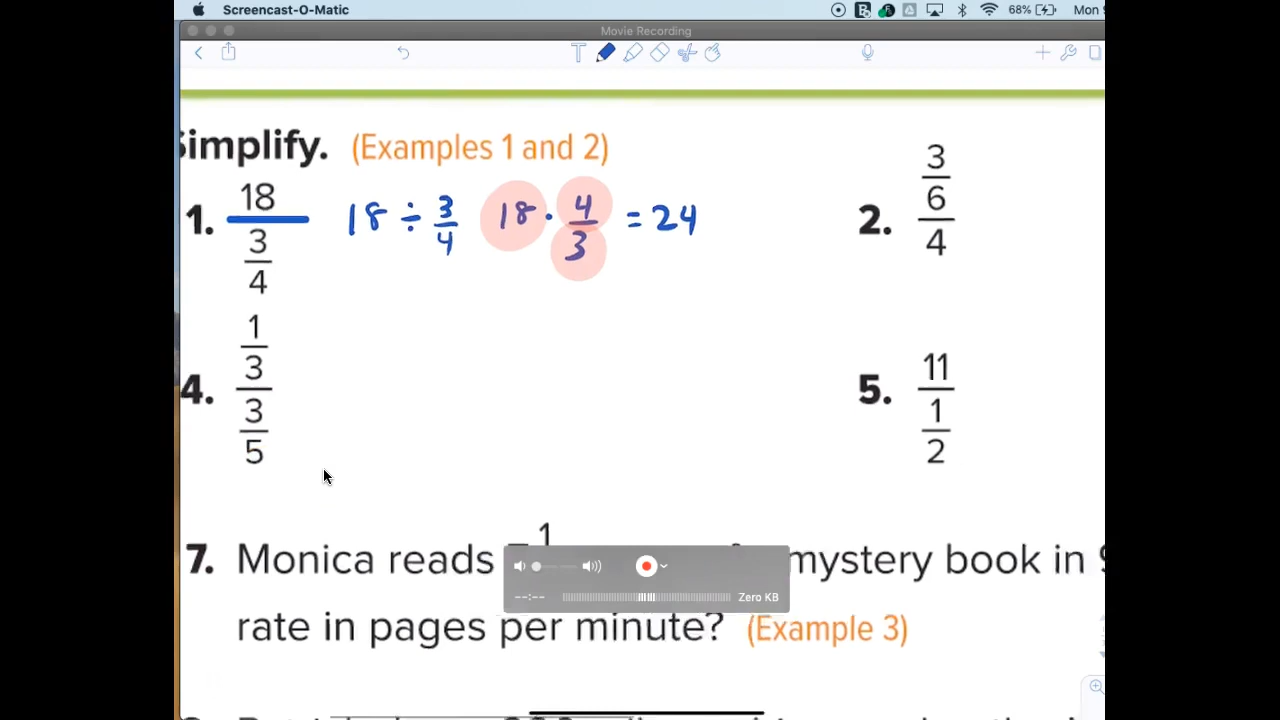 Screencast-O-Matic 68% Mon 9
Movie Recording
T
Simplify. (Examples 1 and 2)
1. 18 / 3/4 18 ÷ 3/4 18 · 4/3 = 24
2. 3/6 / 4
4. 1/3 / 3/5
5. 11 / 1/2
7. Monica reads 1 mystery book in 9
rate in pages per minute? (Example 3)
--:-- Zero KB